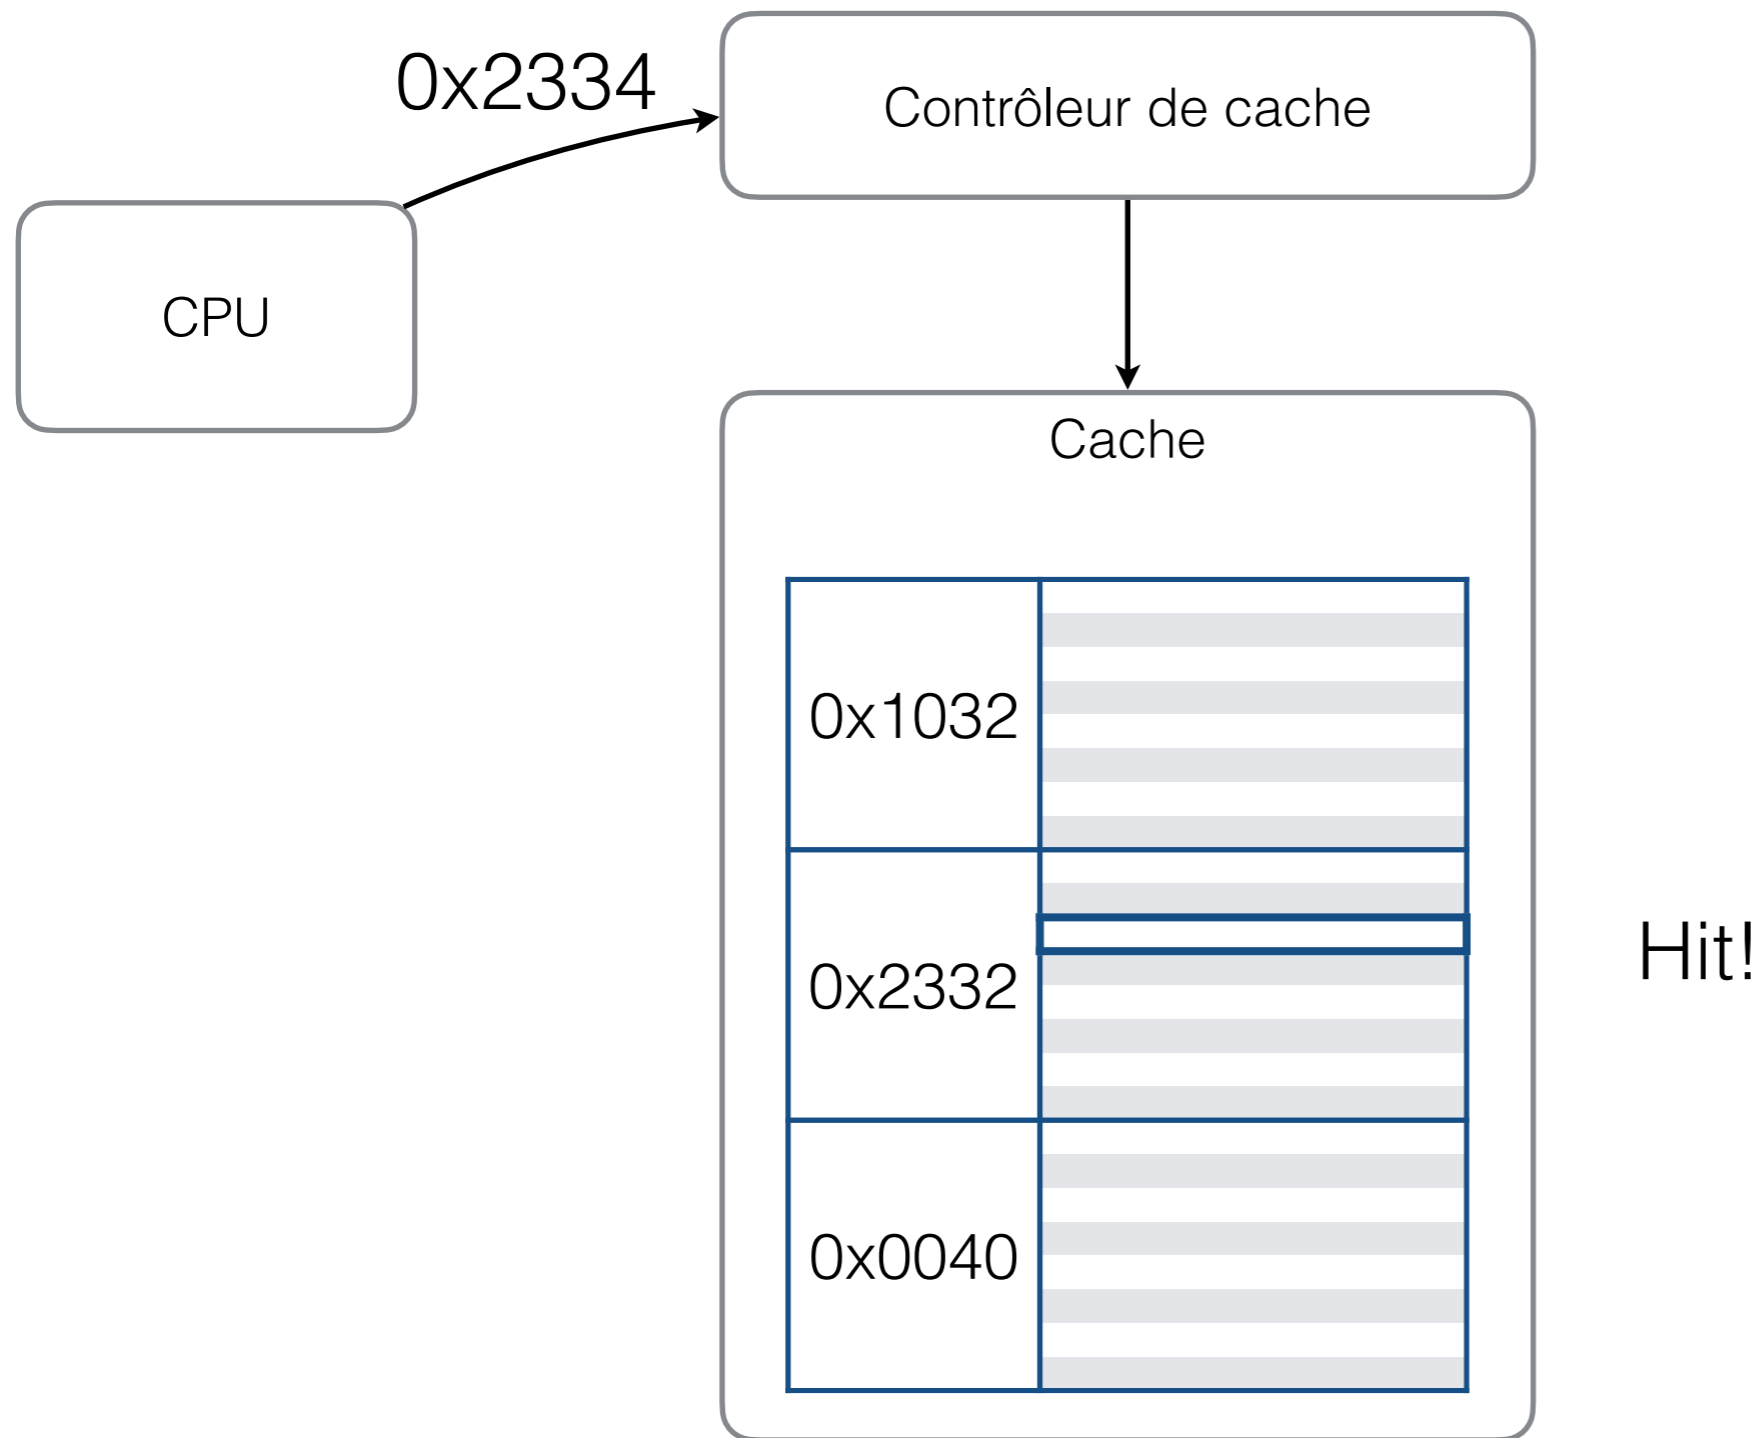 0x2334
Contrôleur de cache
CPU
Cache
0x1032
0x2332
Hit!
0x0040